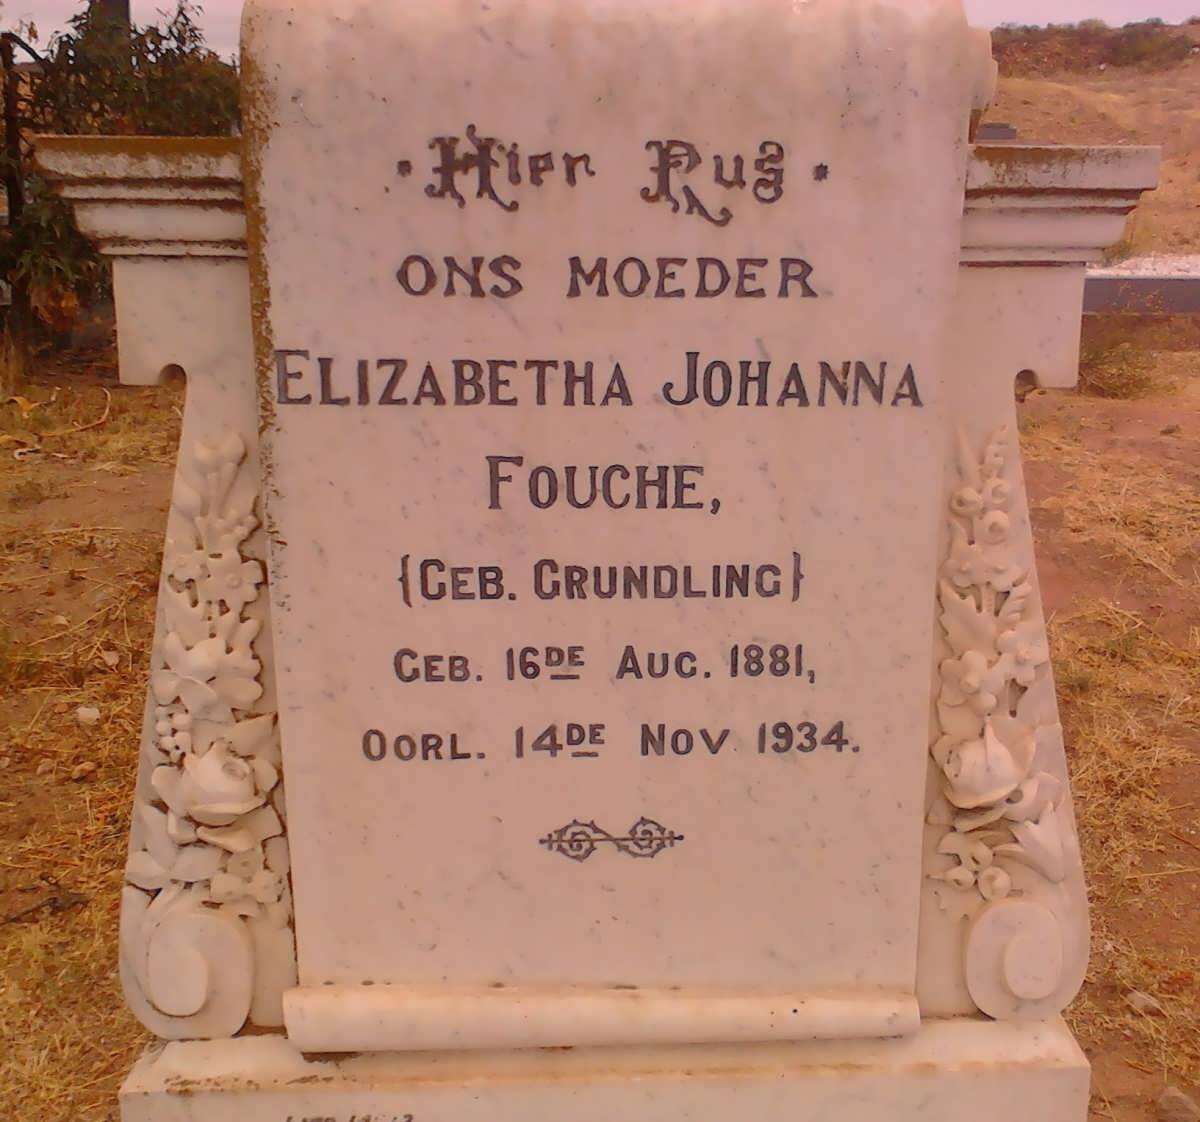 · Hier Rus ·
ONS MOEDER
ELIZABETHA JOHANNA
FOUCHE,
{GEB. GRUNDLING}
GEB. 16DE AUG. 1881,
OORL. 14DE NOV. 1934.